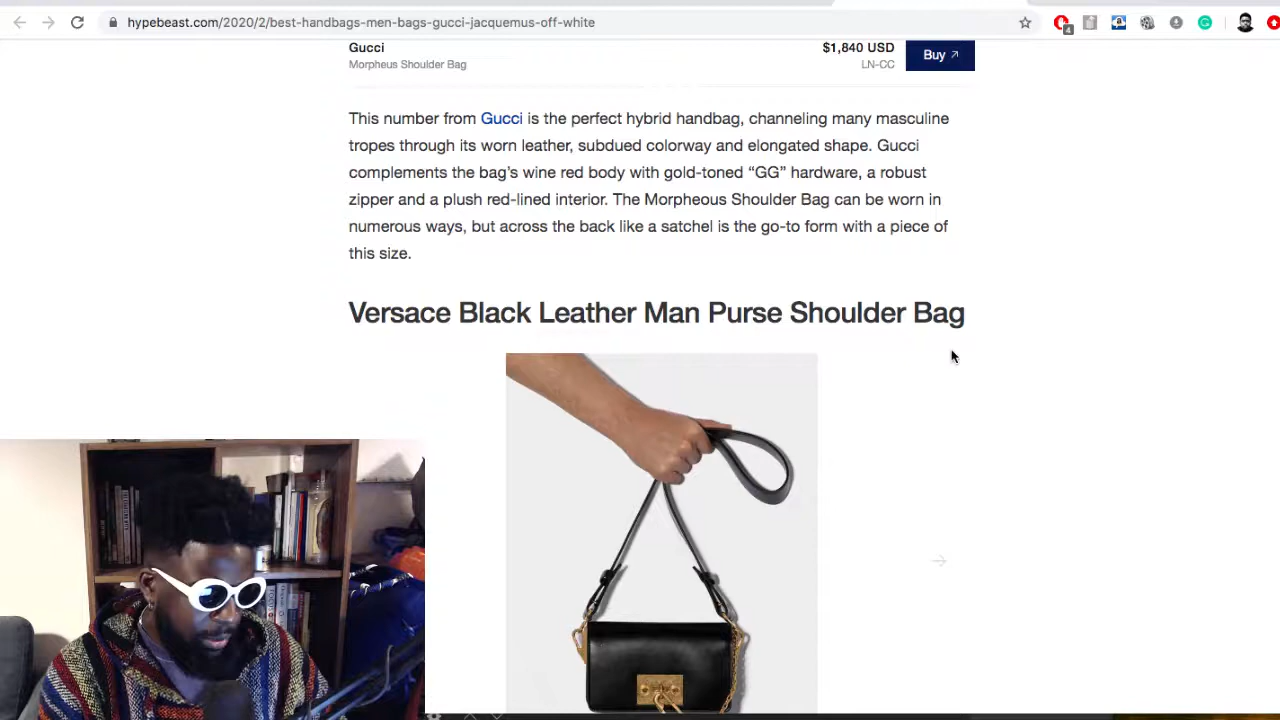 hypebeast.com/2020/2/best-handbags-men-bags-gucci-jacquemus-off-white
4
Gucci
$1,840 USD
Buy
Morpheus Shoulder Bag
LN-CC
This number from Gucci is the perfect hybrid handbag, channeling many masculine
tropes through its worn leather, subdued colorway and elongated shape. Gucci
complements the bag’s wine red body with gold-toned “GG” hardware, a robust
zipper and a plush red-lined interior. The Morpheous Shoulder Bag can be worn in
numerous ways, but across the back like a satchel is the go-to form with a piece of
this size.
Versace Black Leather Man Purse Shoulder Bag